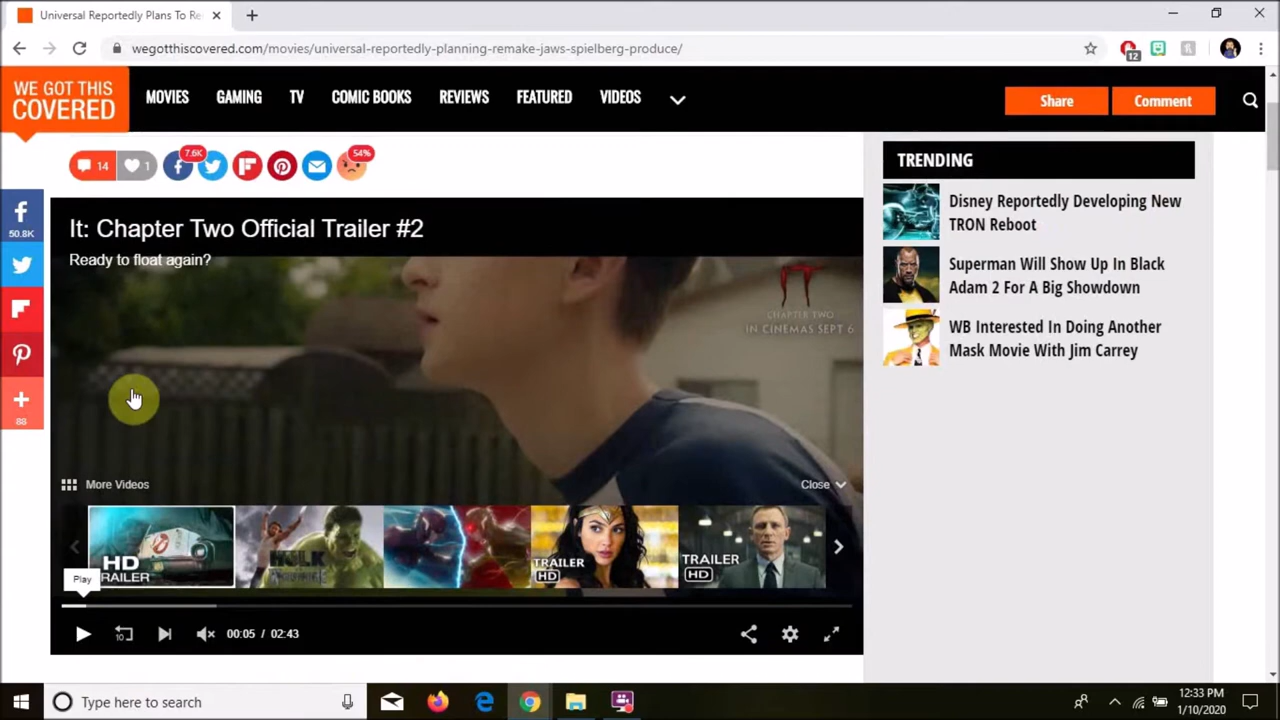 Universal Reportedly Plans To Re
wegotthiscovered.com/movies/universal-reportedly-planning-remake-jaws-spielberg-produce/
12
WE GOT THIS
COVERED
MOVIES
GAMING
TV
COMIC BOOKS
REVIEWS
FEATURED
VIDEOS
Share
Comment
14
1
7.6K
54%
50.8K
88
It: Chapter Two Official Trailer #2
Ready to float again?
IT
CHAPTER TWO
IN CINEMAS SEPT 6
More Videos
Close
HD
RAILER
HULK
TRAILER
HD
TRAILER
HD
Play
10
00:05 / 02:43
TRENDING
Disney Reportedly Developing New
TRON Reboot
Superman Will Show Up In Black
Adam 2 For A Big Showdown
WB Interested In Doing Another
Mask Movie With Jim Carrey
Type here to search
12:33 PM
1/10/2020